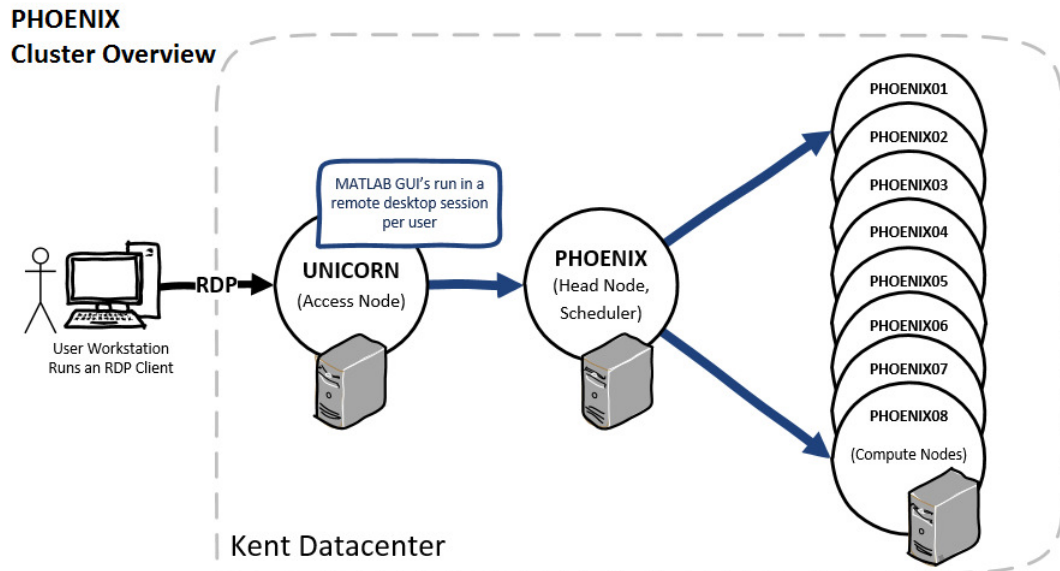 PHOENIX
Cluster Overview
MATLAB GUI's run in a
remote desktop session
per user
UNICORN
(Access Node)
RDP
User Workstation
Runs an RDP Client
PHOENIX
(Head Node,
Scheduler)
PHOENIX01
PHOENIX02
PHOENIX03
PHOENIX04
PHOENIX05
PHOENIX06
PHOENIX07
PHOENIX08
(Compute Nodes)
Kent Datacenter